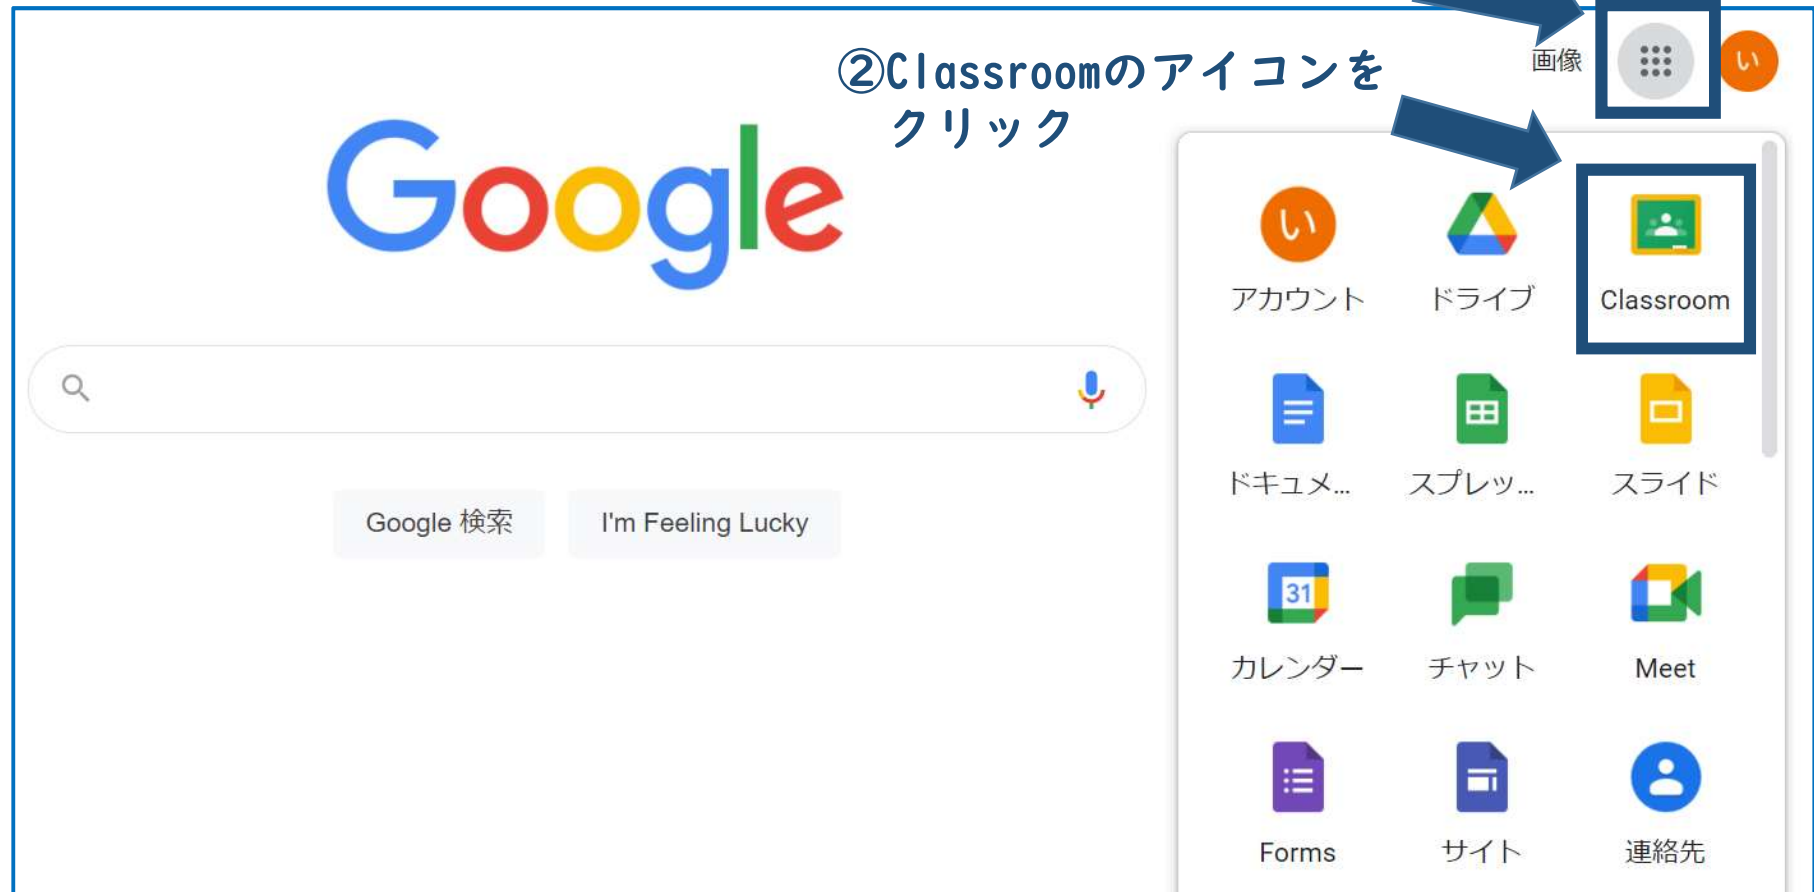 ②Classroomのアイコンを
クリック
画像
い
Google
い
アカウント
ドライブ
Classroom
ドキュメ...
スプレッ...
スライド
Google 検索
I'm Feeling Lucky
31
カレンダー
チャット
Meet
Forms
サイト
連絡先